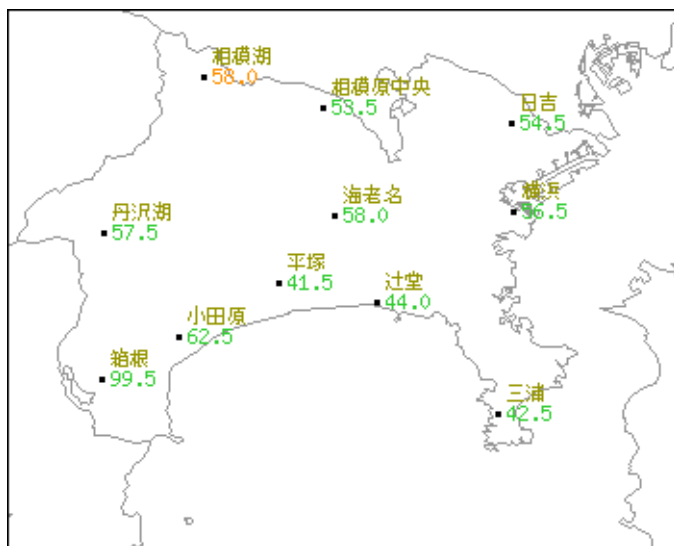 相模湖
58.0
相模原中央
53.5
日吉
54.5
海老名
58.0
横浜
56.5
丹沢湖
57.5
平塚
41.5
辻堂
44.0
小田原
62.5
箱根
99.5
三浦
42.5